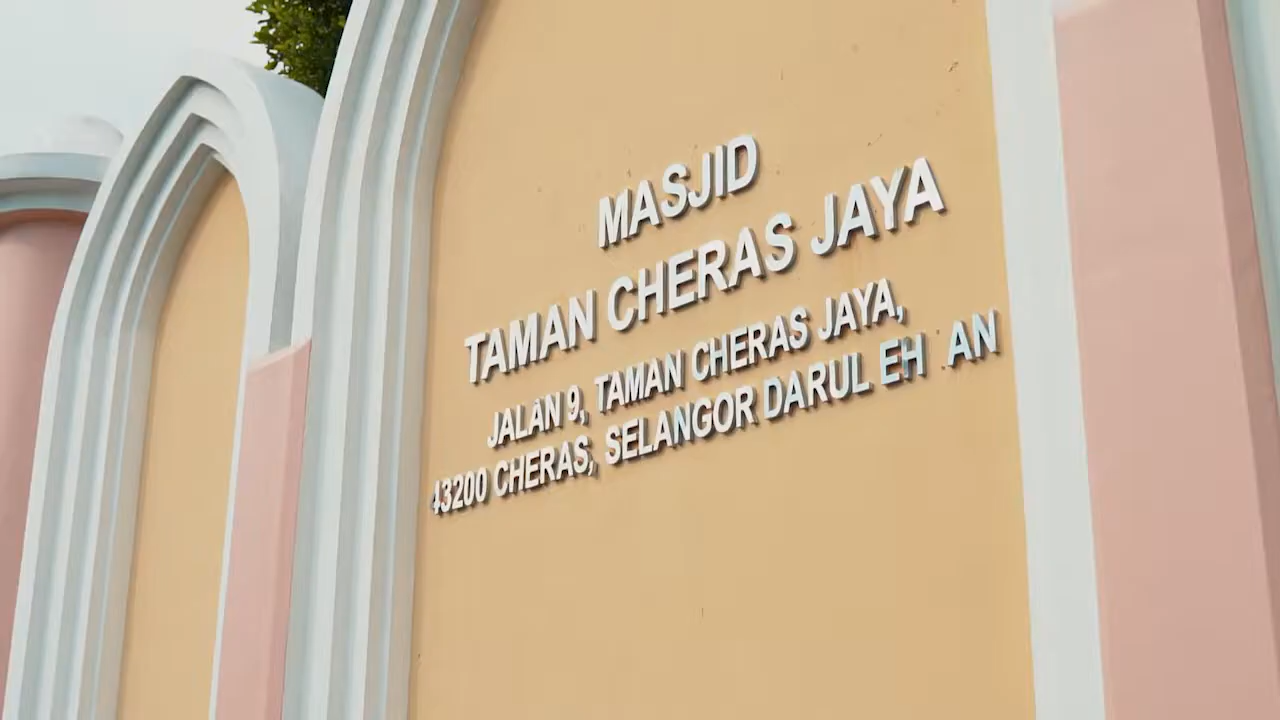 MASJID
TAMAN CHERAS JAYA
JALAN 9, TAMAN CHERAS JAYA,
43200 CHERAS, SELANGOR DARUL EH AN